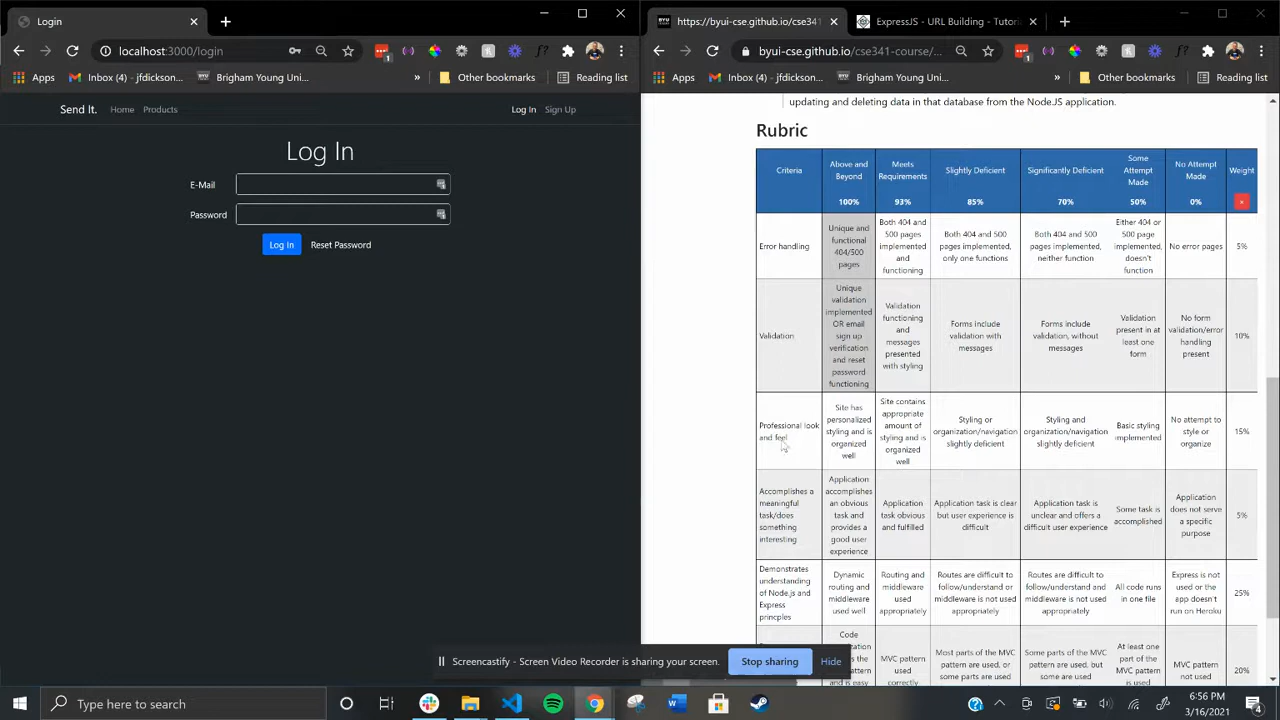 Login
localhost:3000/login
Apps
Inbox (4) - jfdickson...
BYU
Brigham Young Uni...
»
Other bookmarks
Reading list
Send It.
Home
Products
Log In
Sign Up
Log In
E-Mail
Password
Log In
Reset Password
https://byui-cse.github.io/cse341
ExpressJS - URL Building - Tutori
byui-cse.github.io/cse341-course/...
Apps
Inbox (4) - jfdickson...
BYU
Brigham Young Uni...
»
Other bookmarks
Reading list
updating and deleting data in that database from the Node.JS application.
Rubric
Criteria
Above and
Beyond
100%
Meets
Requirements
93%
Slightly Deficient
85%
Significantly Deficient
70%
Some
Attempt
Made
50%
No Attempt
Made
0%
Weight
Error handling
Unique and
functional
404/500
pages
Both 404 and
500 pages
implemented
and
functioning
Both 404 and 500
pages implemented,
only one functions
Both 404 and 500
pages implemented,
neither function
Either 404 or
500 page
implemented,
doesn't
function
No error pages
5%
Validation
Unique
validation
implemented
OR email
sign up
verification
and reset
password
functioning
Validation
functioning
and
messages
presented
with styling
Forms include
validation with
messages
Forms include
validation, without
messages
Validation
present in at
least one
form
No form
validation/error
handling
present
10%
Professional look
and feel
Site has
personalized
styling and is
organized
well
Site contains
appropriate
amount of
styling and is
organized
well
Styling or
organization/navigation
slightly deficient
Styling and
organization/navigation
slightly deficient
Basic styling
implemented
No attempt to
style or
organize
15%
Accomplishes a
meaningful
task/does
something
interesting
Application
accomplishes
an obvious
task and
provides a
good user
experience
Application
task obvious
and fulfilled
Application task is clear
but user experience is
difficult
Application task is
unclear and offers a
difficult user experience
Some task is
accomplished
Application
does not serve
a specific
purpose
5%
Demonstrates
understanding
of Node.js and
Express
princples
Dynamic
routing and
middleware
used well
Routing and
middleware
used
appropriately
Routes are difficult to
follow/understand or
middleware is not used
appropriately
Routes are difficult to
follow/understand and
middleware is not used
appropriately
All code runs
in one file
Express is not
used or the
app doesn't
run on Heroku
25%
Code
MVC pattern
used
correctly
Most parts of the MVC
pattern are used, or
some parts are used
Some parts of the MVC
pattern are used, but
some are used
At least one
part of the
MVC
pattern is
used
MVC pattern
not used
20%
Screencastify - Screen Video Recorder is sharing your screen.
Stop sharing
Hide
Type here to search
6:56 PM
3/16/2021
4